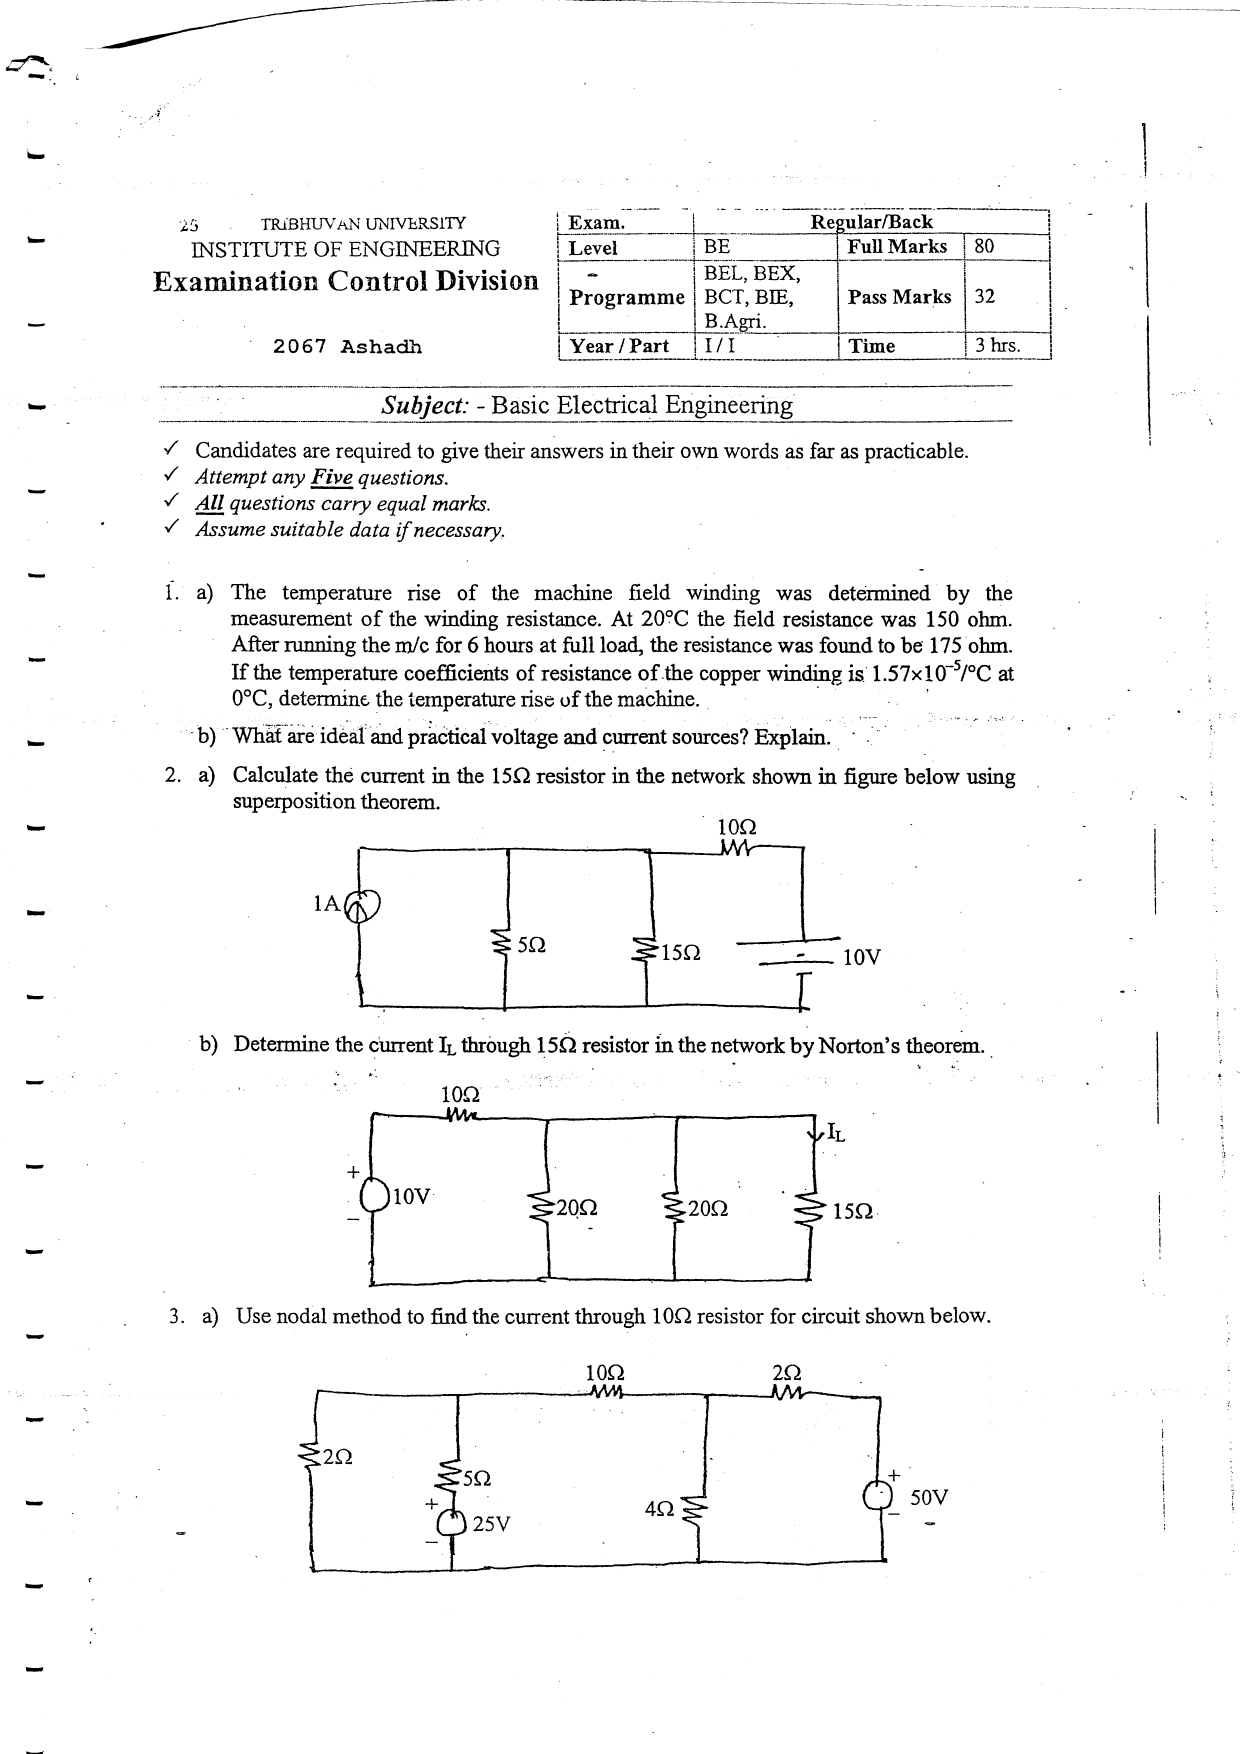 25 TRIBHUVAN UNIVERSITY
INSTITUTE OF ENGINEERING
Examination Control Division
2067 Ashadh
Exam. Regular/Back
Level BE Full Marks 80
Programme BEL, BEX, BCT, BIE, B.Agri. Pass Marks 32
Year / Part I / I Time 3 hrs.
Subject: - Basic Electrical Engineering
✓ Candidates are required to give their answers in their own words as far as practicable.
✓ Attempt any Five questions.
✓ All questions carry equal marks.
✓ Assume suitable data if necessary.
1. a) The temperature rise of the machine field winding was determined by the
measurement of the winding resistance. At 20°C the field resistance was 150 ohm.
After running the m/c for 6 hours at full load, the resistance was found to be 175 ohm.
If the temperature coefficients of resistance of the copper winding is 1.57×10⁻⁵/°C at
0°C, determine the temperature rise of the machine.
b) What are ideal and practical voltage and current sources? Explain.
2. a) Calculate the current in the 15Ω resistor in the network shown in figure below using
superposition theorem.
10Ω
1A
5Ω
15Ω
10V
b) Determine the current IL through 15Ω resistor in the network by Norton's theorem.
10Ω
IL
+
10V
−
20Ω
20Ω
15Ω
3. a) Use nodal method to find the current through 10Ω resistor for circuit shown below.
10Ω
2Ω
2Ω
5Ω
+
25V
−
4Ω
+
50V
−